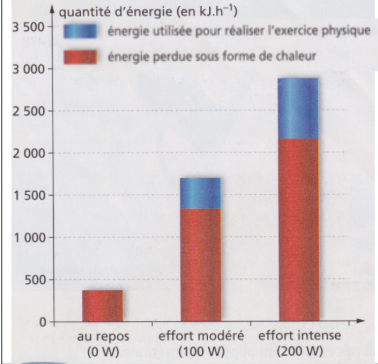 quantité d'énergie (en kJ.h⁻¹)
3 500
énergie utilisée pour réaliser l'exercice physique
3 000
énergie perdue sous forme de chaleur
2 500
2 000
1 500
1 000
500
0
au repos
(0 W)
effort modéré
(100 W)
effort intense
(200 W)